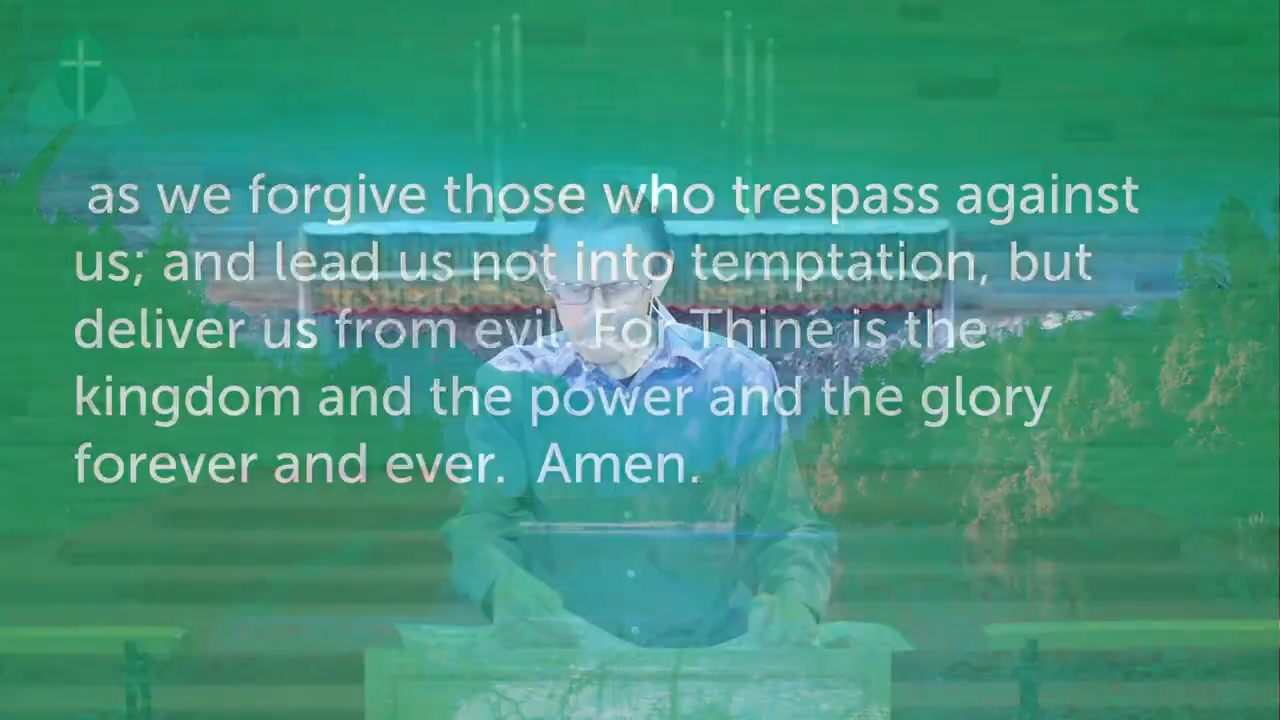 as we forgive those who trespass against
us; and lead us not into temptation, but
deliver us from evil. For Thine is the
kingdom and the power and the glory
forever and ever. Amen.